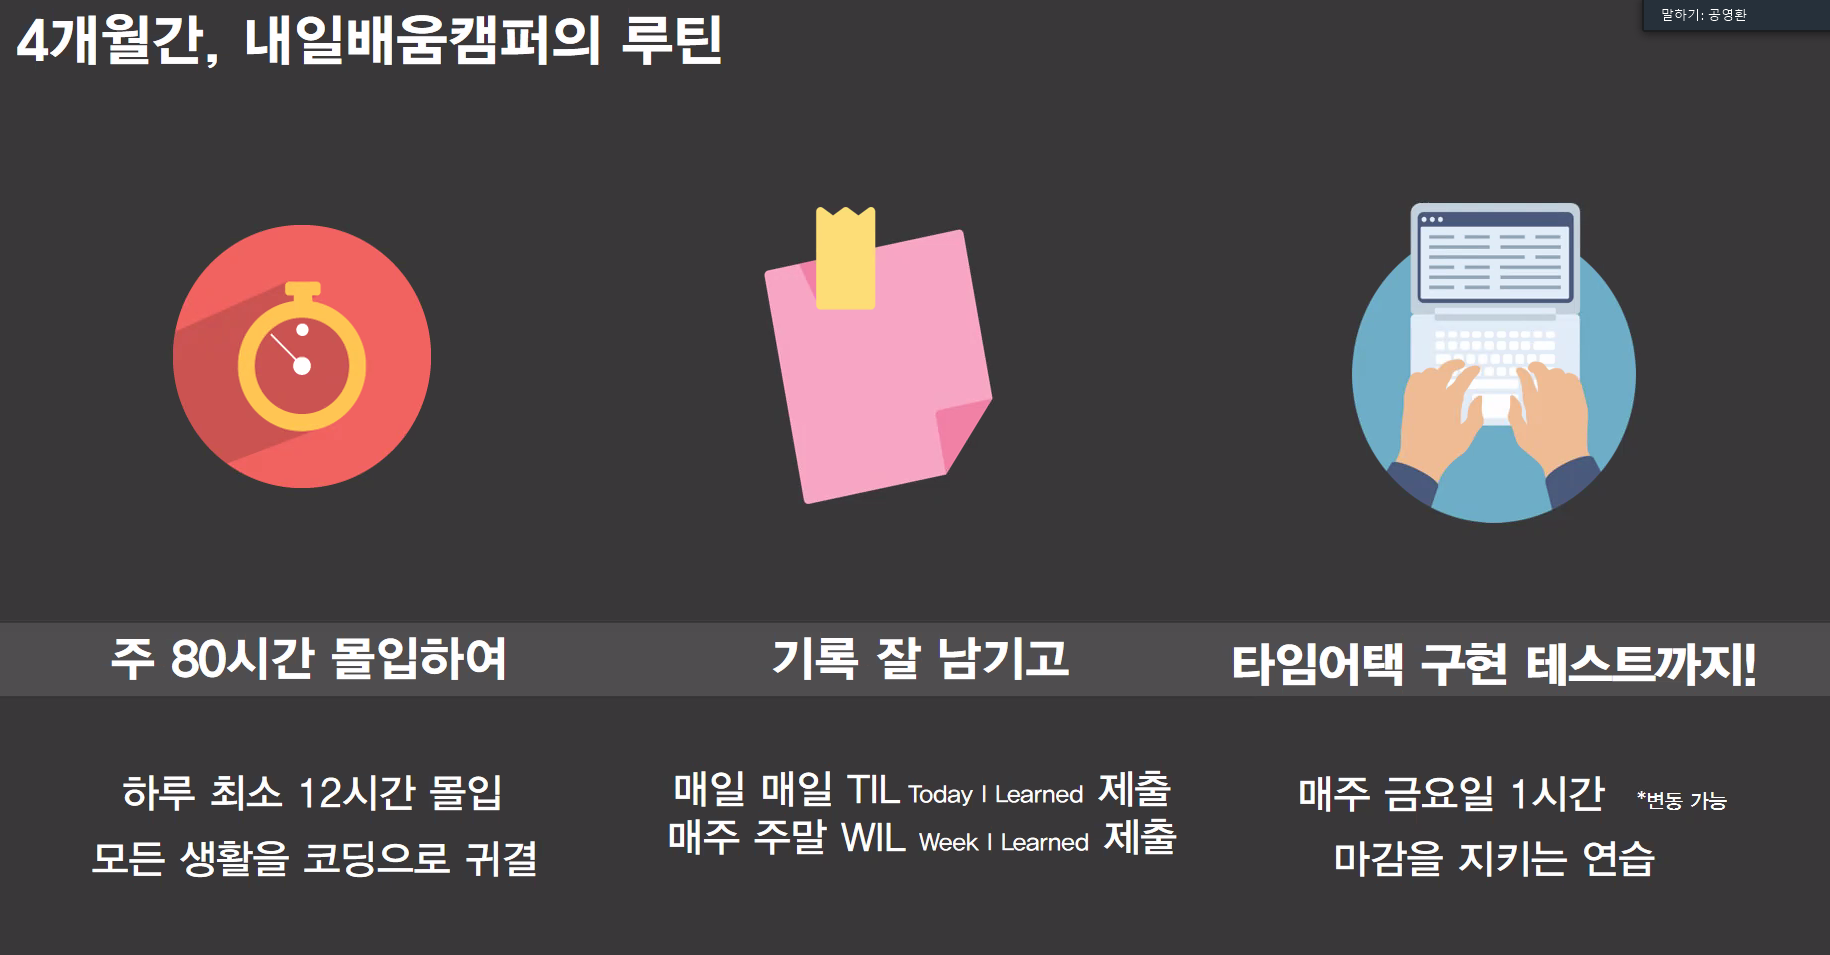 4개월간, 내일배움캠퍼의 루틴
말하기: 공영환
주 80시간 몰입하여
기록 잘 남기고
타임어택 구현 테스트까지!
하루 최소 12시간 몰입
모든 생활을 코딩으로 귀결
매일 매일 TIL Today I Learned 제출
매주 주말 WIL Week I Learned 제출
매주 금요일 1시간 *변동 가능
마감을 지키는 연습